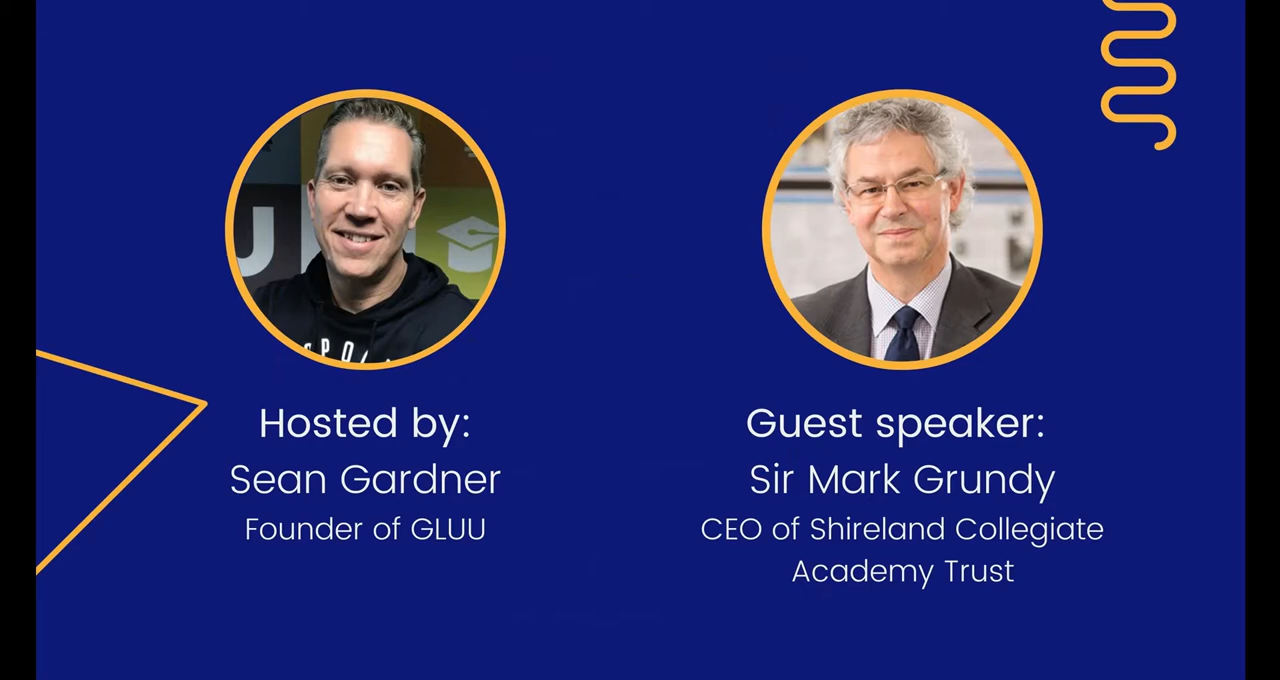 Hosted by:
Sean Gardner
Founder of GLUU
Guest speaker:
Sir Mark Grundy
CEO of Shireland Collegiate
Academy Trust